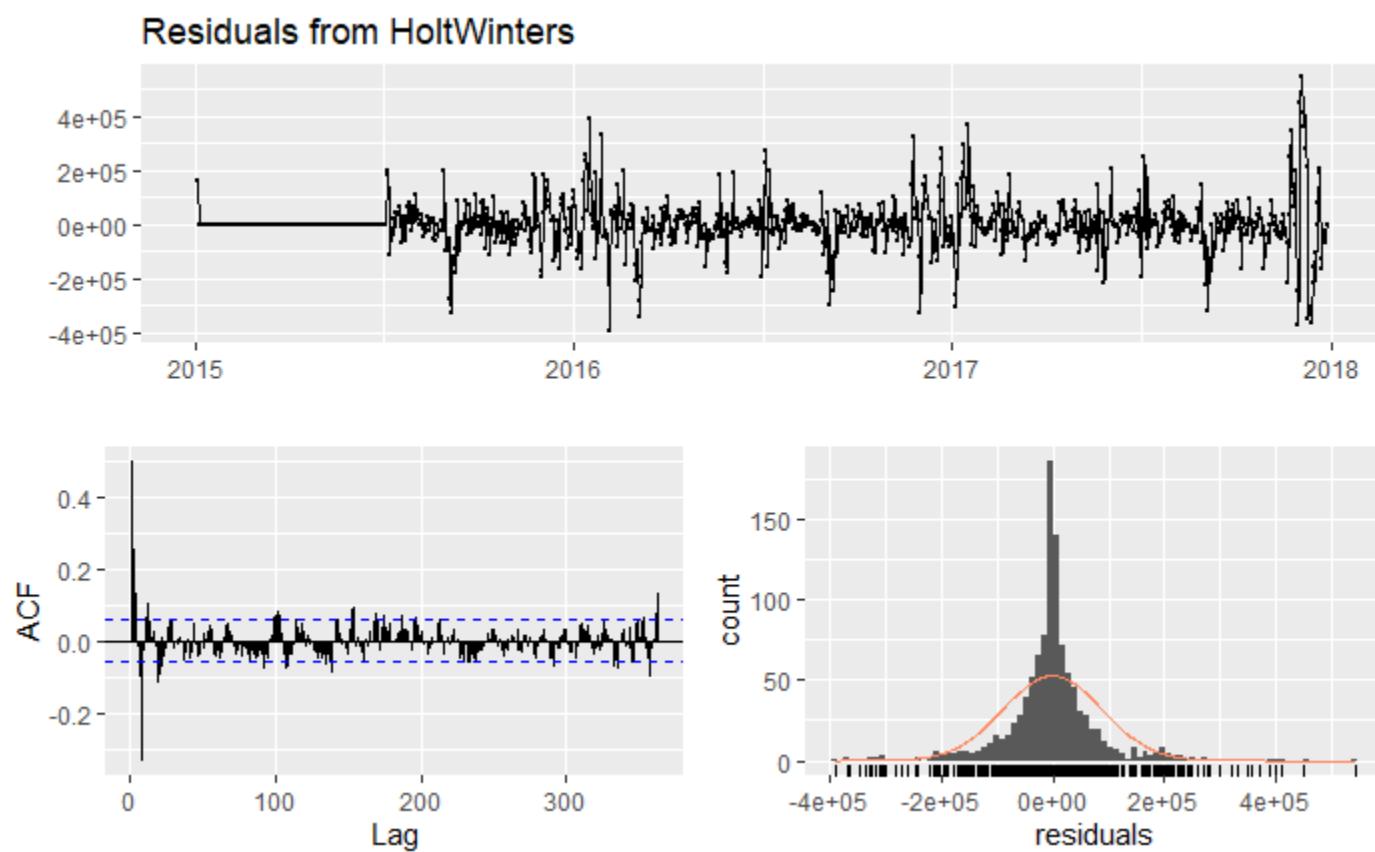 Residuals from HoltWinters
4e+05
2e+05
0e+00
-2e+05
-4e+05
2015 2016 2017 2018
ACF
0.4
0.2
0.0
-0.2
0 100 200 300
Lag
count
150
100
50
0
-4e+05 -2e+05 0e+00 2e+05 4e+05
residuals